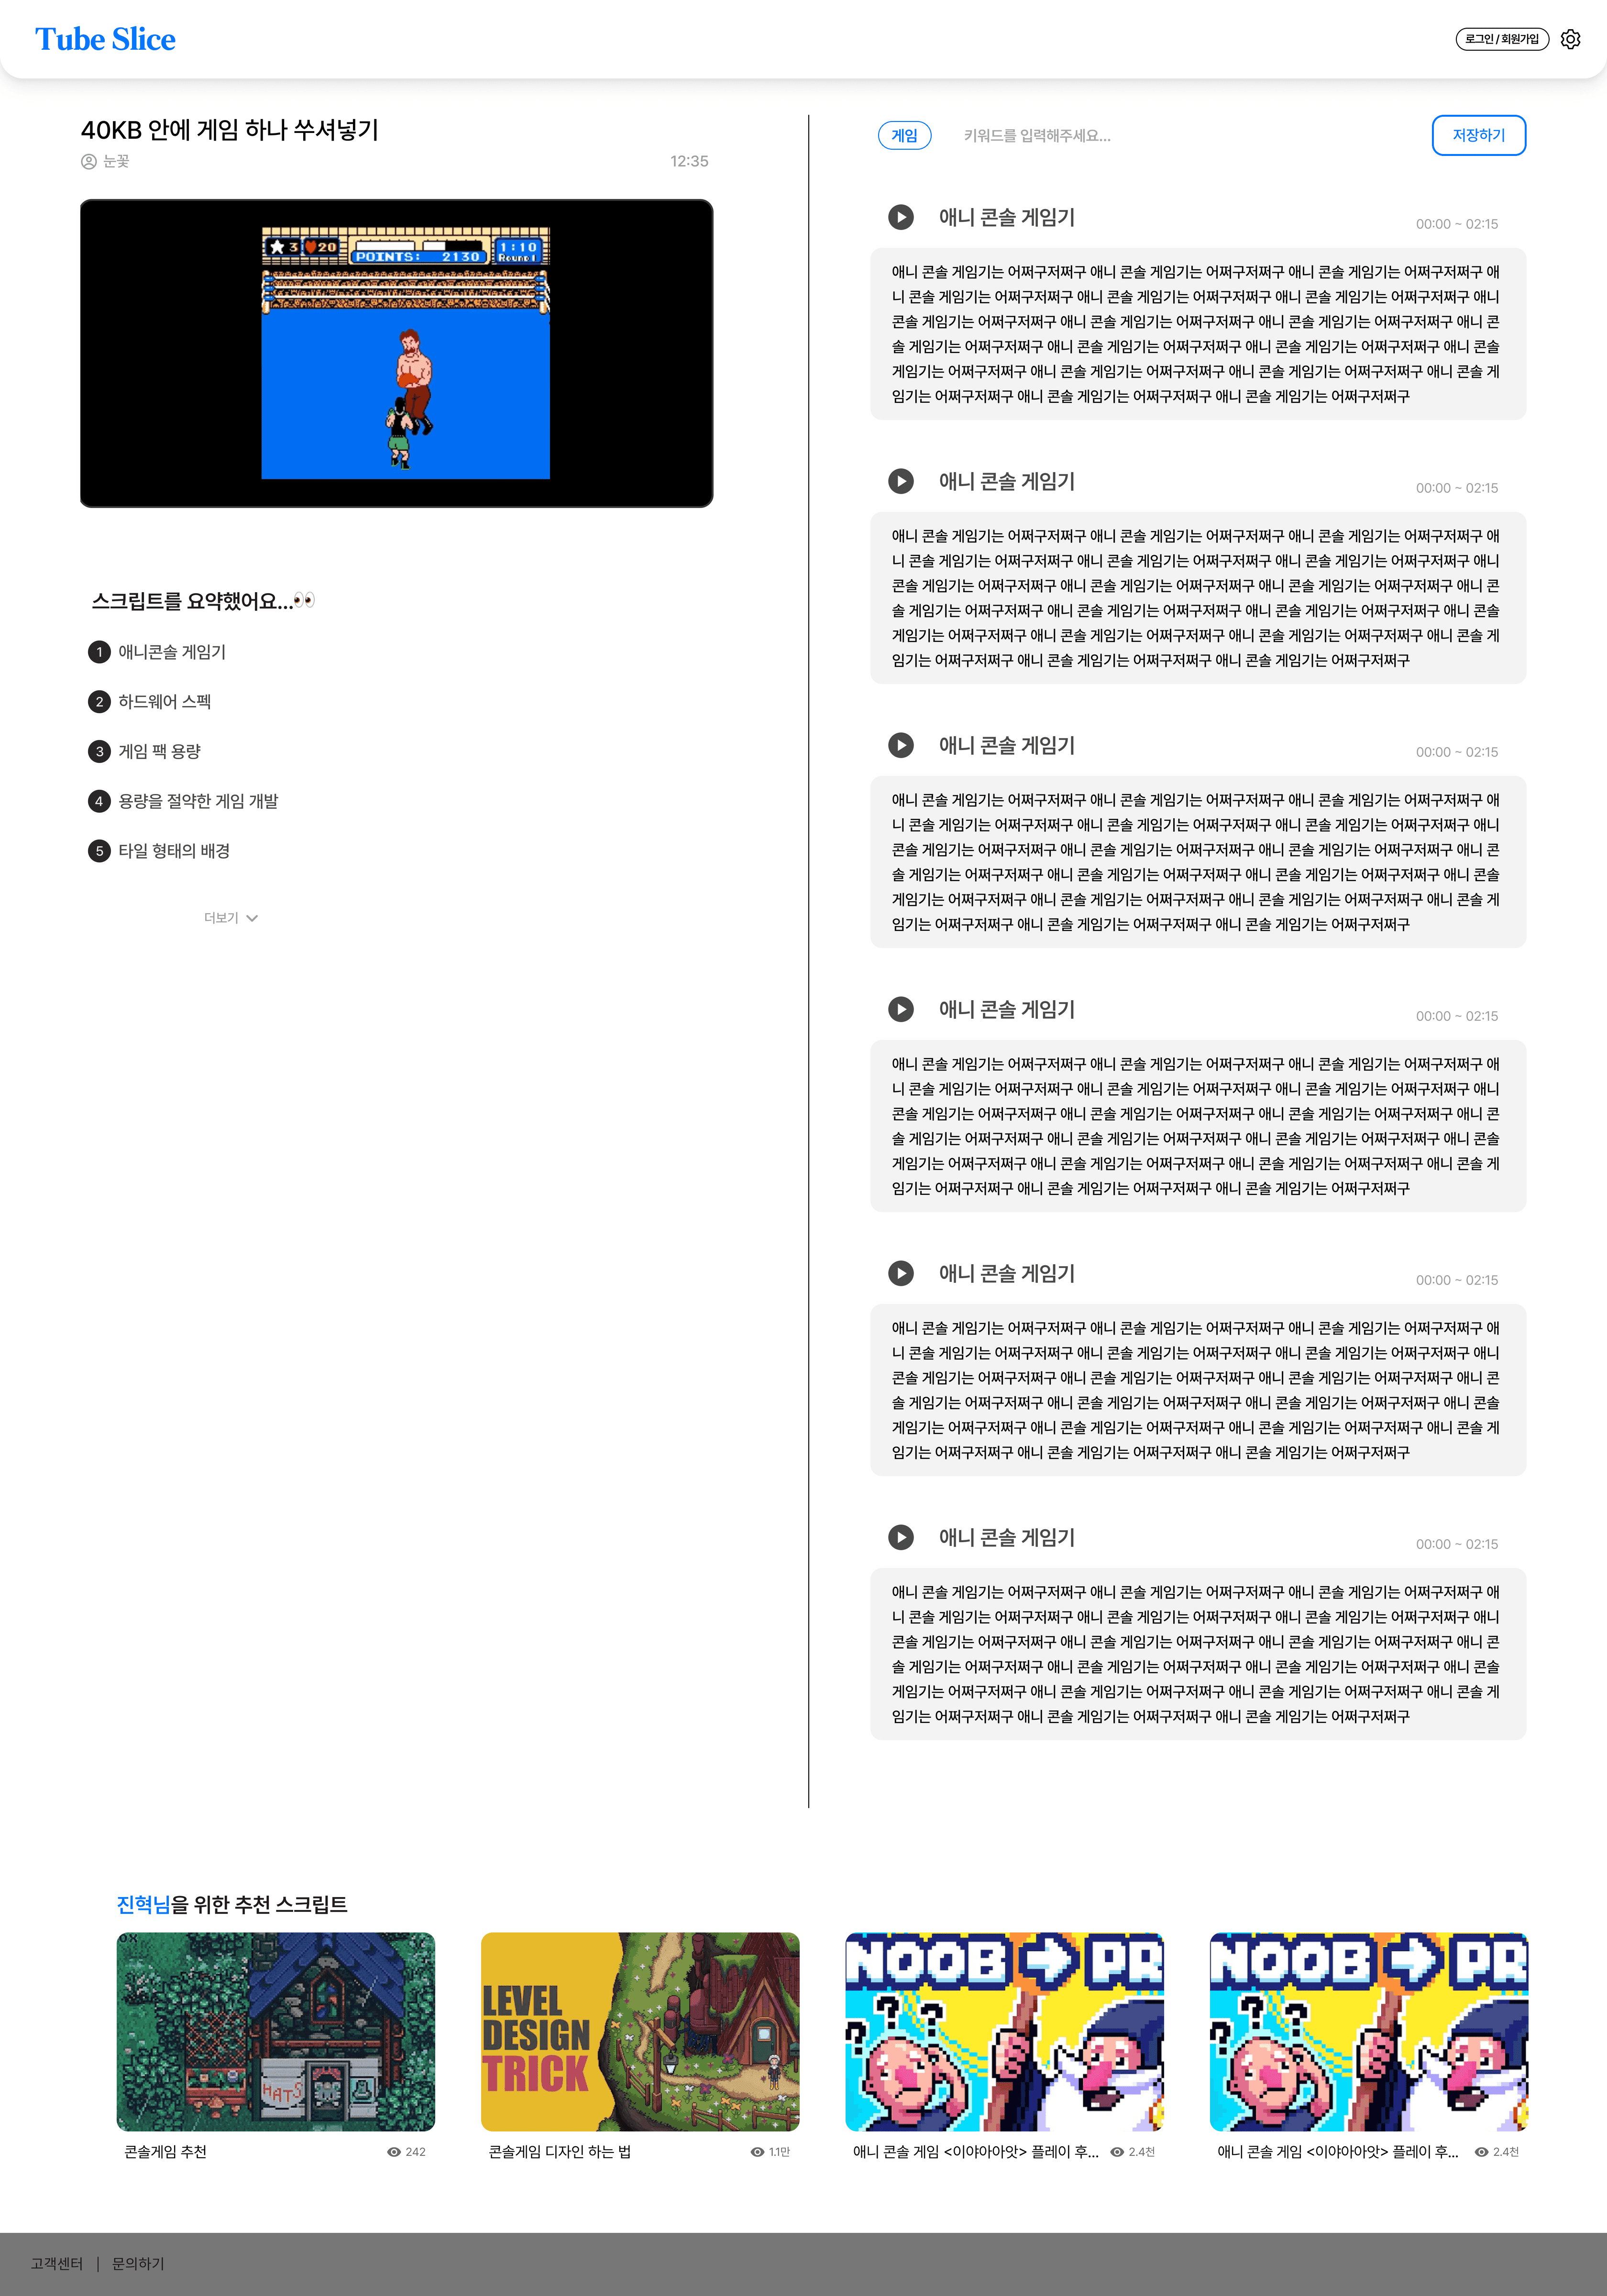 Tube Slice
로그인 / 회원가입
40KB 안에 게임 하나 쑤셔넣기
눈꽃
12:35
★ 3 ♥ 20
POINTS: 2130
1:10
Round 1
스크립트를 요약했어요...👀
1 애니콘솔 게임기
2 하드웨어 스펙
3 게임 팩 용량
4 용량을 절약한 게임 개발
5 타일 형태의 배경
더보기
게임
키워드를 입력해주세요...
저장하기
애니 콘솔 게임기
00:00 ~ 02:15
애니 콘솔 게임기는 어쩌구저쩌구 애니 콘솔 게임기는 어쩌구저쩌구 애니 콘솔 게임기는 어쩌구저쩌구 애
니 콘솔 게임기는 어쩌구저쩌구 애니 콘솔 게임기는 어쩌구저쩌구 애니 콘솔 게임기는 어쩌구저쩌구 애니
콘솔 게임기는 어쩌구저쩌구 애니 콘솔 게임기는 어쩌구저쩌구 애니 콘솔 게임기는 어쩌구저쩌구 애니 콘
솔 게임기는 어쩌구저쩌구 애니 콘솔 게임기는 어쩌구저쩌구 애니 콘솔 게임기는 어쩌구저쩌구 애니 콘솔
게임기는 어쩌구저쩌구 애니 콘솔 게임기는 어쩌구저쩌구 애니 콘솔 게임기는 어쩌구저쩌구 애니 콘솔 게
임기는 어쩌구저쩌구 애니 콘솔 게임기는 어쩌구저쩌구 애니 콘솔 게임기는 어쩌구저쩌구
애니 콘솔 게임기
00:00 ~ 02:15
애니 콘솔 게임기는 어쩌구저쩌구 애니 콘솔 게임기는 어쩌구저쩌구 애니 콘솔 게임기는 어쩌구저쩌구 애
니 콘솔 게임기는 어쩌구저쩌구 애니 콘솔 게임기는 어쩌구저쩌구 애니 콘솔 게임기는 어쩌구저쩌구 애니
콘솔 게임기는 어쩌구저쩌구 애니 콘솔 게임기는 어쩌구저쩌구 애니 콘솔 게임기는 어쩌구저쩌구 애니 콘
솔 게임기는 어쩌구저쩌구 애니 콘솔 게임기는 어쩌구저쩌구 애니 콘솔 게임기는 어쩌구저쩌구 애니 콘솔
게임기는 어쩌구저쩌구 애니 콘솔 게임기는 어쩌구저쩌구 애니 콘솔 게임기는 어쩌구저쩌구 애니 콘솔 게
임기는 어쩌구저쩌구 애니 콘솔 게임기는 어쩌구저쩌구 애니 콘솔 게임기는 어쩌구저쩌구
애니 콘솔 게임기
00:00 ~ 02:15
애니 콘솔 게임기는 어쩌구저쩌구 애니 콘솔 게임기는 어쩌구저쩌구 애니 콘솔 게임기는 어쩌구저쩌구 애
니 콘솔 게임기는 어쩌구저쩌구 애니 콘솔 게임기는 어쩌구저쩌구 애니 콘솔 게임기는 어쩌구저쩌구 애니
콘솔 게임기는 어쩌구저쩌구 애니 콘솔 게임기는 어쩌구저쩌구 애니 콘솔 게임기는 어쩌구저쩌구 애니 콘
솔 게임기는 어쩌구저쩌구 애니 콘솔 게임기는 어쩌구저쩌구 애니 콘솔 게임기는 어쩌구저쩌구 애니 콘솔
게임기는 어쩌구저쩌구 애니 콘솔 게임기는 어쩌구저쩌구 애니 콘솔 게임기는 어쩌구저쩌구 애니 콘솔 게
임기는 어쩌구저쩌구 애니 콘솔 게임기는 어쩌구저쩌구 애니 콘솔 게임기는 어쩌구저쩌구
애니 콘솔 게임기
00:00 ~ 02:15
애니 콘솔 게임기는 어쩌구저쩌구 애니 콘솔 게임기는 어쩌구저쩌구 애니 콘솔 게임기는 어쩌구저쩌구 애
니 콘솔 게임기는 어쩌구저쩌구 애니 콘솔 게임기는 어쩌구저쩌구 애니 콘솔 게임기는 어쩌구저쩌구 애니
콘솔 게임기는 어쩌구저쩌구 애니 콘솔 게임기는 어쩌구저쩌구 애니 콘솔 게임기는 어쩌구저쩌구 애니 콘
솔 게임기는 어쩌구저쩌구 애니 콘솔 게임기는 어쩌구저쩌구 애니 콘솔 게임기는 어쩌구저쩌구 애니 콘솔
게임기는 어쩌구저쩌구 애니 콘솔 게임기는 어쩌구저쩌구 애니 콘솔 게임기는 어쩌구저쩌구 애니 콘솔 게
임기는 어쩌구저쩌구 애니 콘솔 게임기는 어쩌구저쩌구 애니 콘솔 게임기는 어쩌구저쩌구
애니 콘솔 게임기
00:00 ~ 02:15
애니 콘솔 게임기는 어쩌구저쩌구 애니 콘솔 게임기는 어쩌구저쩌구 애니 콘솔 게임기는 어쩌구저쩌구 애
니 콘솔 게임기는 어쩌구저쩌구 애니 콘솔 게임기는 어쩌구저쩌구 애니 콘솔 게임기는 어쩌구저쩌구 애니
콘솔 게임기는 어쩌구저쩌구 애니 콘솔 게임기는 어쩌구저쩌구 애니 콘솔 게임기는 어쩌구저쩌구 애니 콘
솔 게임기는 어쩌구저쩌구 애니 콘솔 게임기는 어쩌구저쩌구 애니 콘솔 게임기는 어쩌구저쩌구 애니 콘솔
게임기는 어쩌구저쩌구 애니 콘솔 게임기는 어쩌구저쩌구 애니 콘솔 게임기는 어쩌구저쩌구 애니 콘솔 게
임기는 어쩌구저쩌구 애니 콘솔 게임기는 어쩌구저쩌구 애니 콘솔 게임기는 어쩌구저쩌구
애니 콘솔 게임기
00:00 ~ 02:15
애니 콘솔 게임기는 어쩌구저쩌구 애니 콘솔 게임기는 어쩌구저쩌구 애니 콘솔 게임기는 어쩌구저쩌구 애
니 콘솔 게임기는 어쩌구저쩌구 애니 콘솔 게임기는 어쩌구저쩌구 애니 콘솔 게임기는 어쩌구저쩌구 애니
콘솔 게임기는 어쩌구저쩌구 애니 콘솔 게임기는 어쩌구저쩌구 애니 콘솔 게임기는 어쩌구저쩌구 애니 콘
솔 게임기는 어쩌구저쩌구 애니 콘솔 게임기는 어쩌구저쩌구 애니 콘솔 게임기는 어쩌구저쩌구 애니 콘솔
게임기는 어쩌구저쩌구 애니 콘솔 게임기는 어쩌구저쩌구 애니 콘솔 게임기는 어쩌구저쩌구 애니 콘솔 게
임기는 어쩌구저쩌구 애니 콘솔 게임기는 어쩌구저쩌구 애니 콘솔 게임기는 어쩌구저쩌구
진혁님을 위한 추천 스크립트
HATS
콘솔게임 추천
242
LEVEL
DESIGN
TRICK
콘솔게임 디자인 하는 법
1.1만
NOOB PR
? ? ?
애니 콘솔 게임 <이야아아앗> 플레이 후...
2.4천
NOOB PR
? ? ?
애니 콘솔 게임 <이야아아앗> 플레이 후...
2.4천
고객센터 | 문의하기